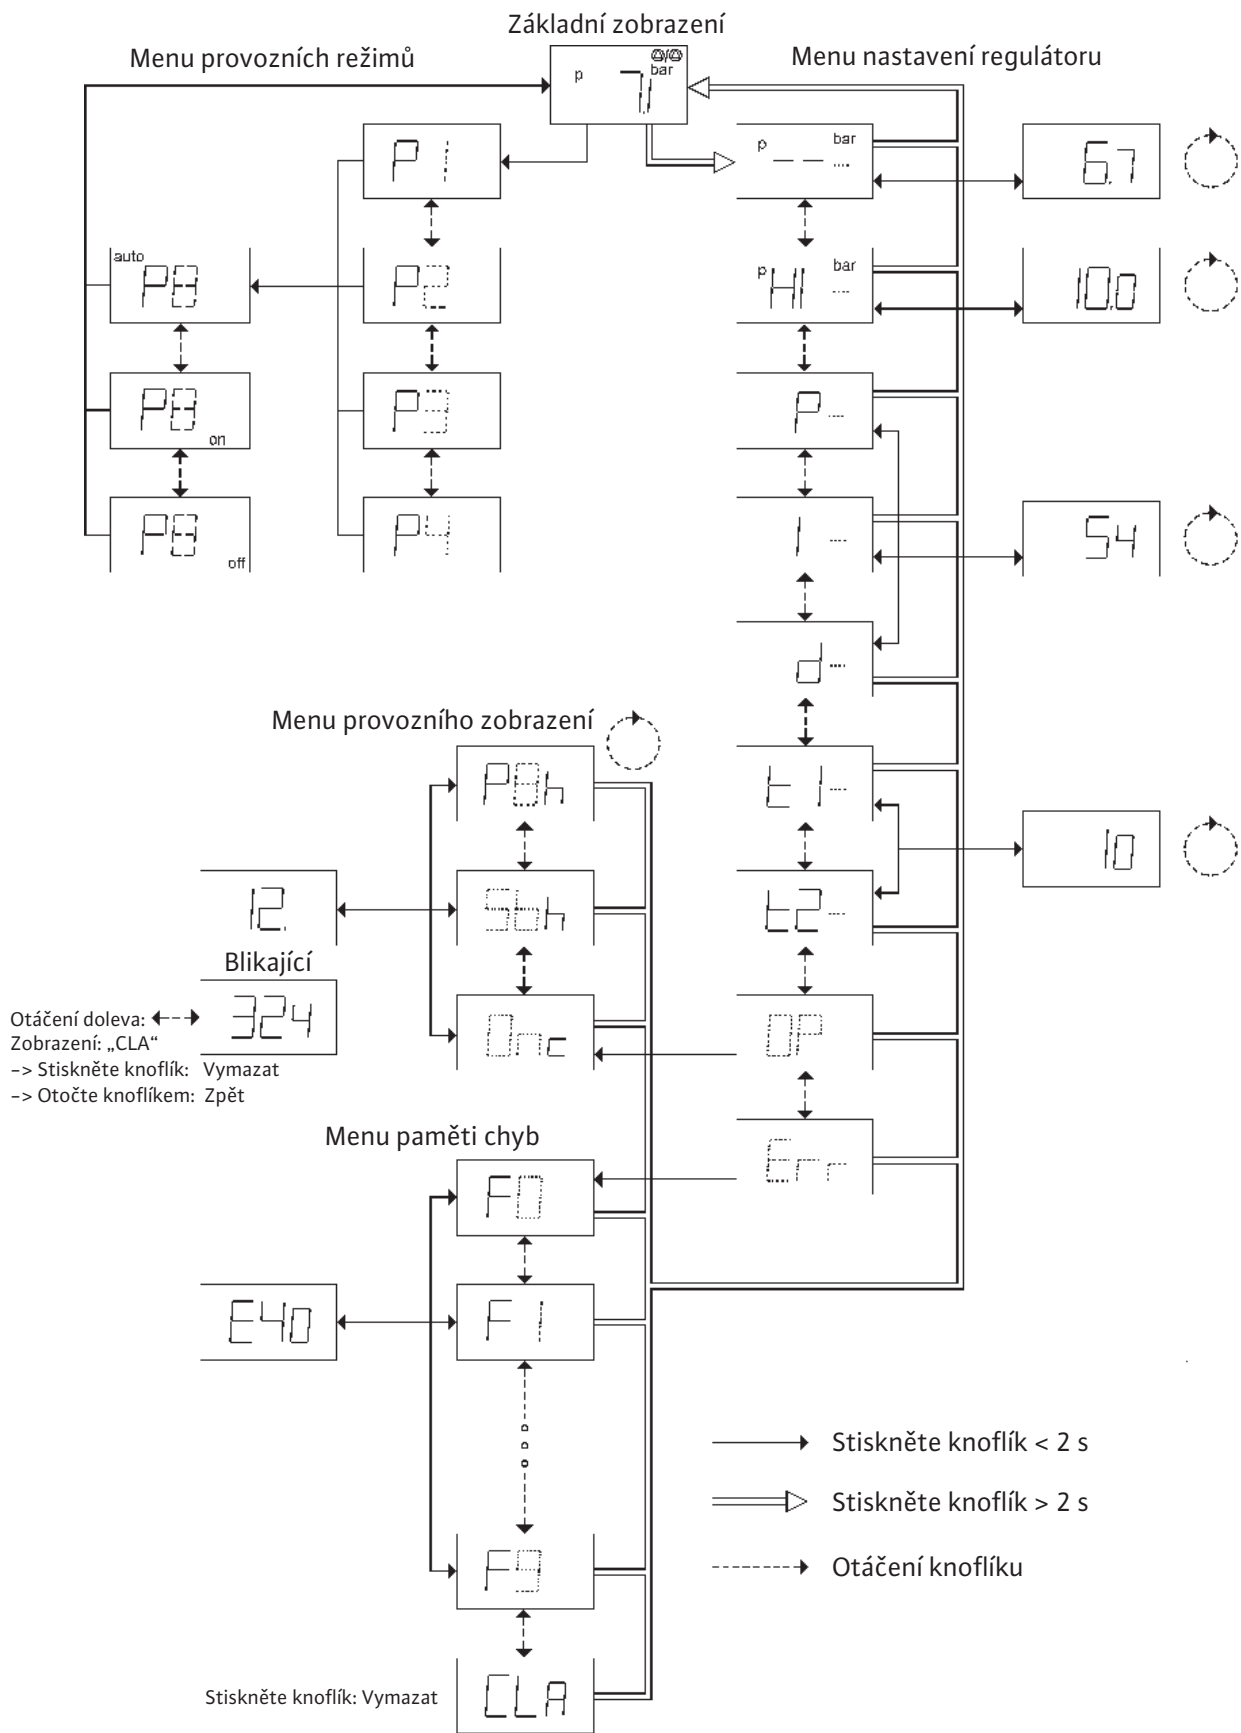 Základní zobrazení
Menu provozních režimů
Menu nastavení regulátoru
p 7,1 bar
P1
p -- bar
6.7
auto P8
P2
p HI bar
10.0
P8 on
P3
P-
P8 off
P4
I-
54
d-
Menu provozního zobrazení
P8h
t1-
10
12.
Sbh
t2-
Blikající
324
Otáčení doleva:
Zobrazení: „CLA“
–> Stiskněte knoflík: Vymazat
–> Otočte knoflíkem: Zpět
Onc
OP
Menu paměti chyb
F0
Err
E40
F1
Stiskněte knoflík < 2 s
Stiskněte knoflík > 2 s
F9
Otáčení knoflíku
Stiskněte knoflík: Vymazat
CLA